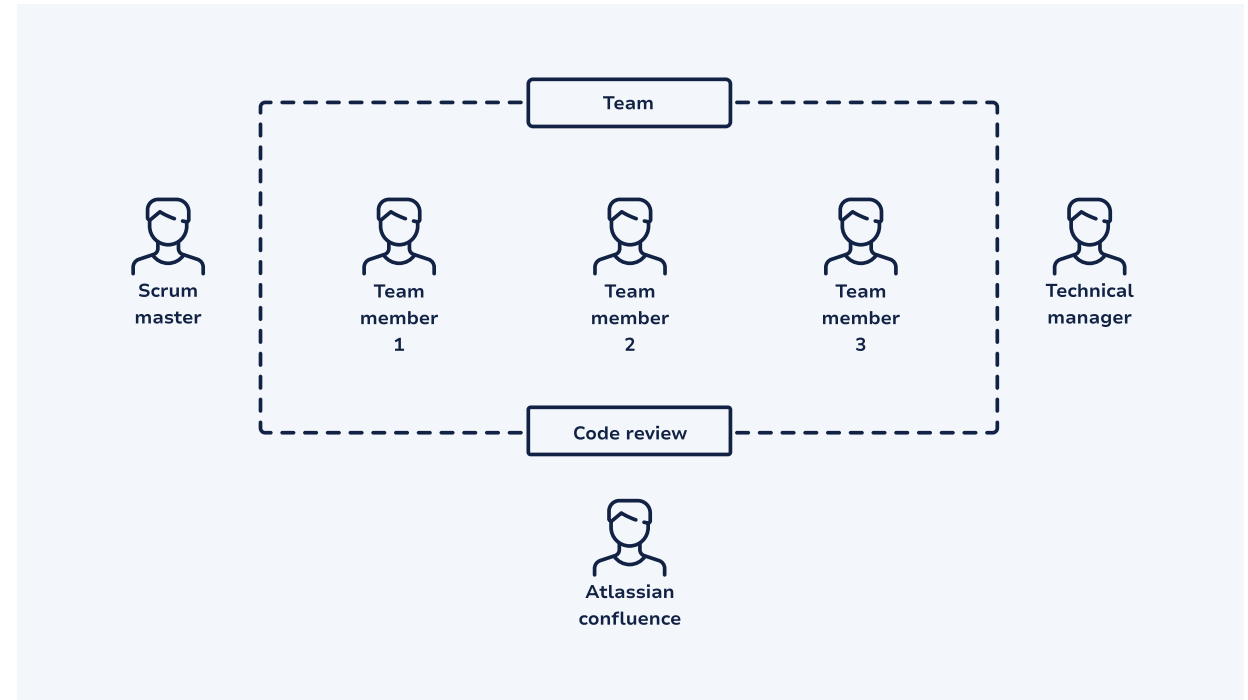 Team
Scrum
master
Team
member
1
Team
member
2
Team
member
3
Technical
manager
Code review
Atlassian
confluence